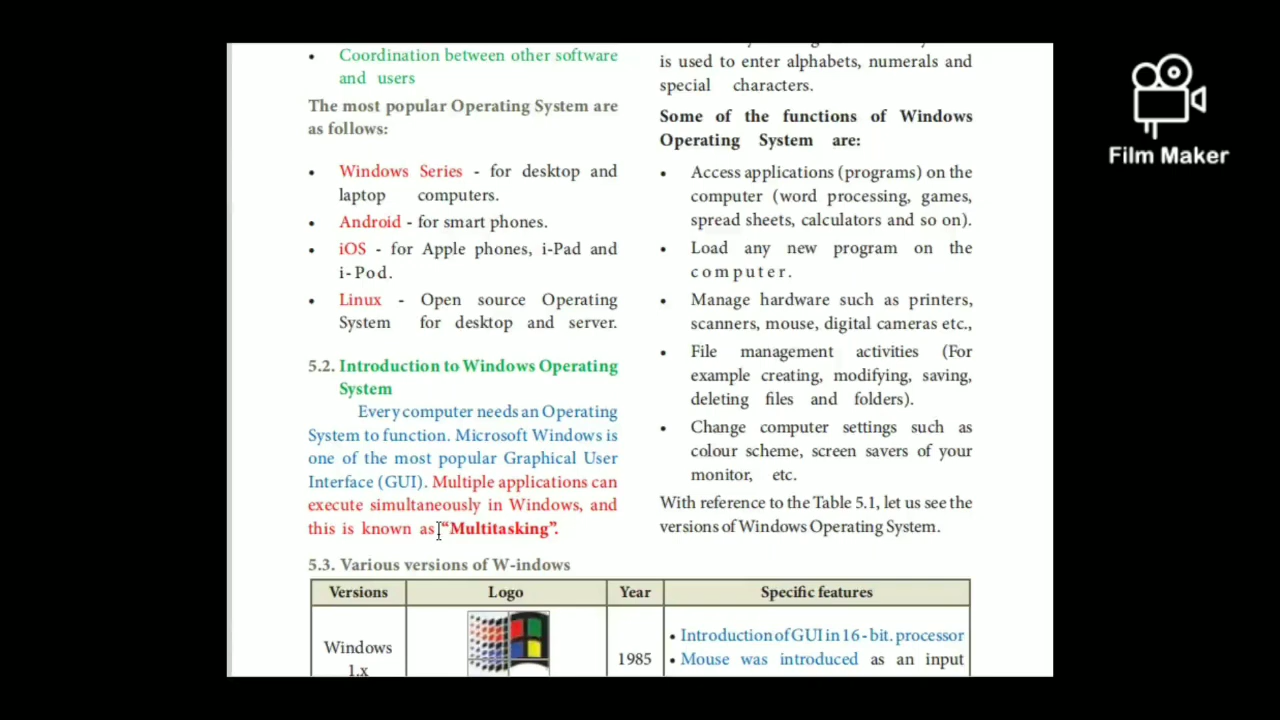 • Coordination between other software
and users
The most popular Operating System are
as follows:
• Windows Series - for desktop and
laptop computers.
• Android - for smart phones.
• iOS - for Apple phones, i-Pad and
i-Pod.
• Linux - Open source Operating
System for desktop and server.
5.2. Introduction to Windows Operating
System
Every computer needs an Operating
System to function. Microsoft Windows is
one of the most popular Graphical User
Interface (GUI). Multiple applications can
execute simultaneously in Windows, and
this is known as “Multitasking”.
is used to enter alphabets, numerals and
special characters.
Some of the functions of Windows
Operating System are:
• Access applications (programs) on the
computer (word processing, games,
spread sheets, calculators and so on).
• Load any new program on the
computer.
• Manage hardware such as printers,
scanners, mouse, digital cameras etc.,
• File management activities (For
example creating, modifying, saving,
deleting files and folders).
• Change computer settings such as
colour scheme, screen savers of your
monitor, etc.
With reference to the Table 5.1, let us see the
versions of Windows Operating System.
5.3. Various versions of W-indows
Versions Logo Year Specific features
Windows
1.x
1985
• Introduction of GUI in 16 - bit. processor
• Mouse was introduced as an input
Film Maker